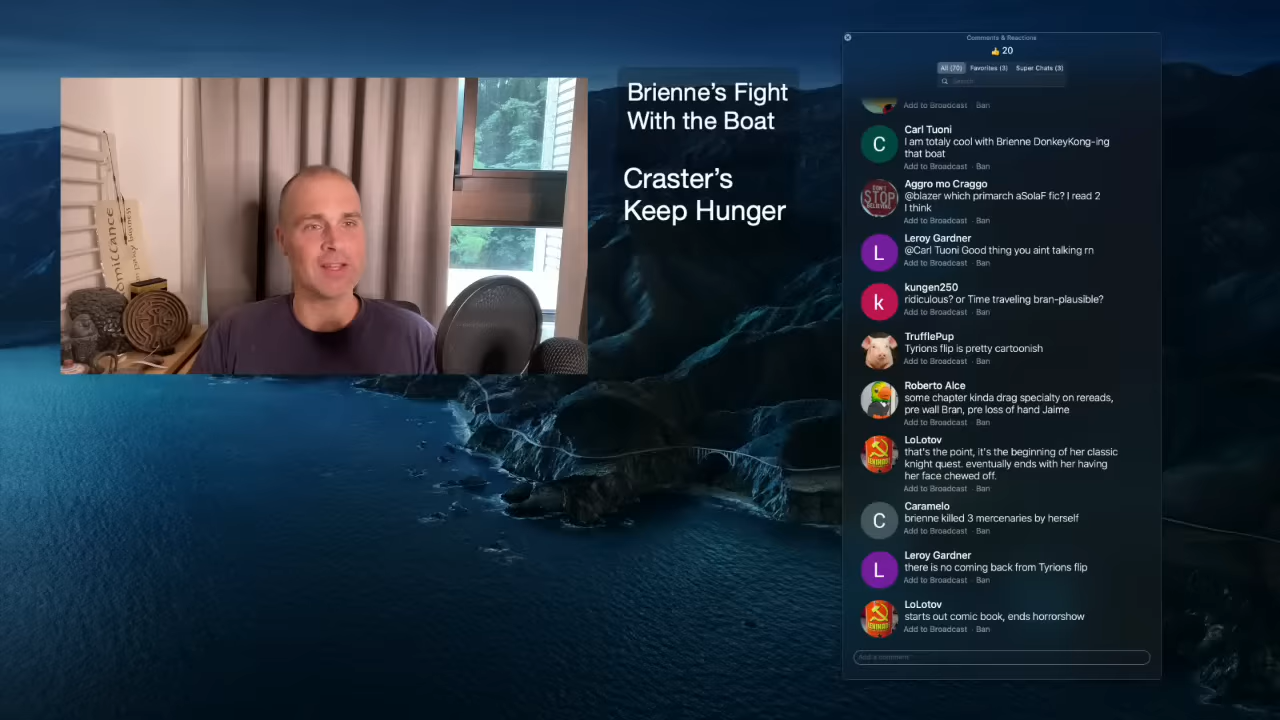 Brienne's Fight
With the Boat
Craster's
Keep Hunger
Comments & Reactions
👍 20
All (70) Favorites (3) Super Chats (3)
Search
Add to Broadcast · Ban
C
Carl Tuoni
I am totaly cool with Brienne DonkeyKong-ing
that boat
Add to Broadcast · Ban
STOP
Aggro mo Craggo
@blazer which primarch aSoIaF fic? I read 2
I think
Add to Broadcast · Ban
L
Leroy Gardner
@Carl Tuoni Good thing you aint talking rn
Add to Broadcast · Ban
k
kungen250
ridiculous? or Time traveling bran-plausible?
Add to Broadcast · Ban
TrufflePup
Tyrions flip is pretty cartoonish
Add to Broadcast · Ban
Roberto Alce
some chapter kinda drag specialty on rereads,
pre wall Bran, pre loss of hand Jaime
Add to Broadcast · Ban
LoLotov
that's the point, it's the beginning of her classic
knight quest. eventually ends with her having
her face chewed off.
Add to Broadcast · Ban
C
Caramelo
brienne killed 3 mercenaries by herself
Add to Broadcast · Ban
L
Leroy Gardner
there is no coming back from Tyrions flip
Add to Broadcast · Ban
LoLotov
starts out comic book, ends horrorshow
Add to Broadcast · Ban
Add a comment